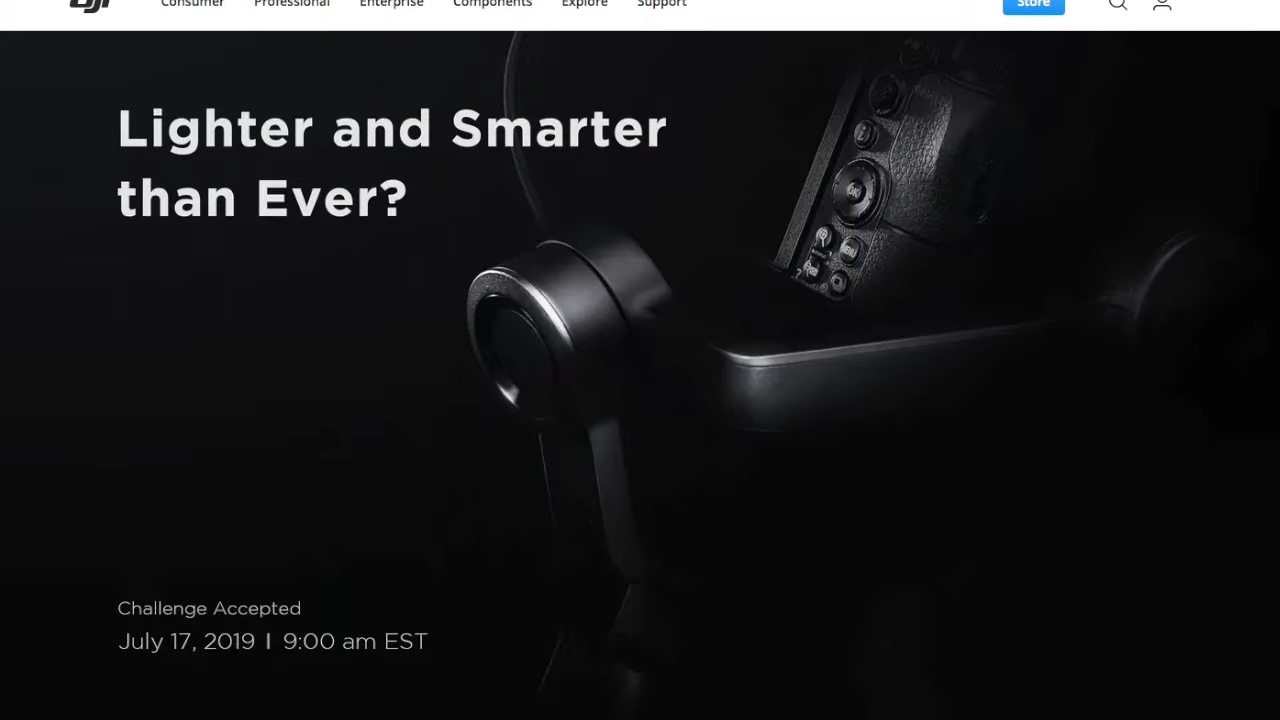 dji
Consumer Professional Enterprise Components Explore Support Store
Lighter and Smarter
than Ever?
OK
Challenge Accepted
July 17, 2019 | 9:00 am EST